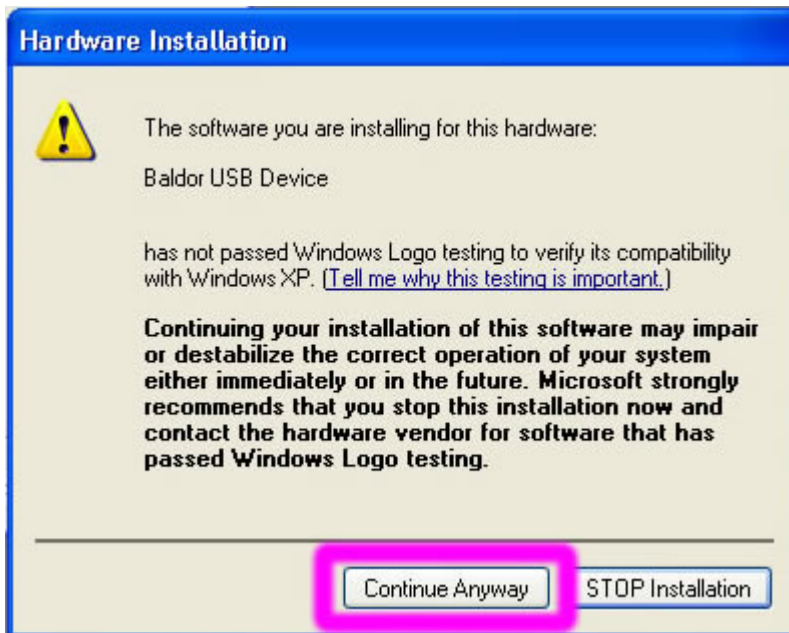 Hardware Installation
The software you are installing for this hardware:
Baldor USB Device
has not passed Windows Logo testing to verify its compatibility
with Windows XP. (Tell me why this testing is important.)
Continuing your installation of this software may impair
or destabilize the correct operation of your system
either immediately or in the future. Microsoft strongly
recommends that you stop this installation now and
contact the hardware vendor for software that has
passed Windows Logo testing.
Continue Anyway
STOP Installation